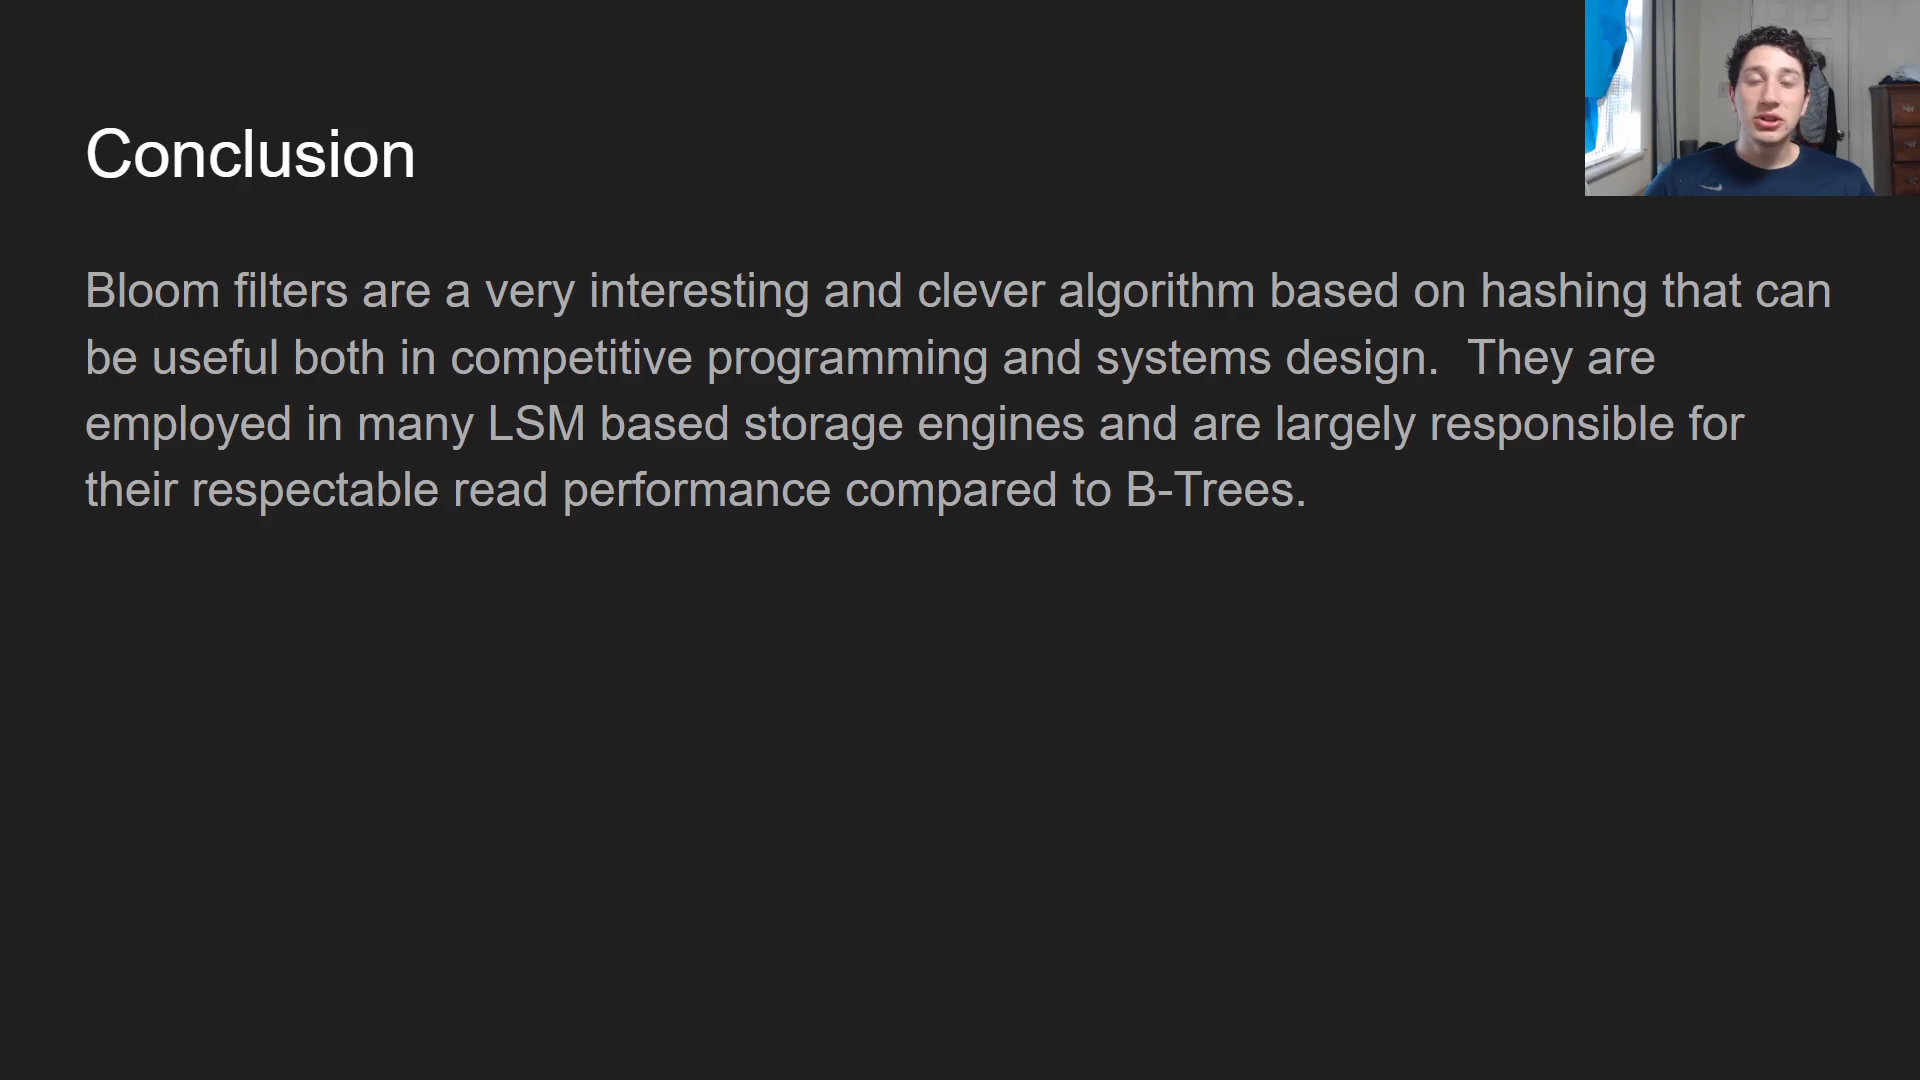 Conclusion
Bloom filters are a very interesting and clever algorithm based on hashing that can
be useful both in competitive programming and systems design.  They are
employed in many LSM based storage engines and are largely responsible for
their respectable read performance compared to B-Trees.